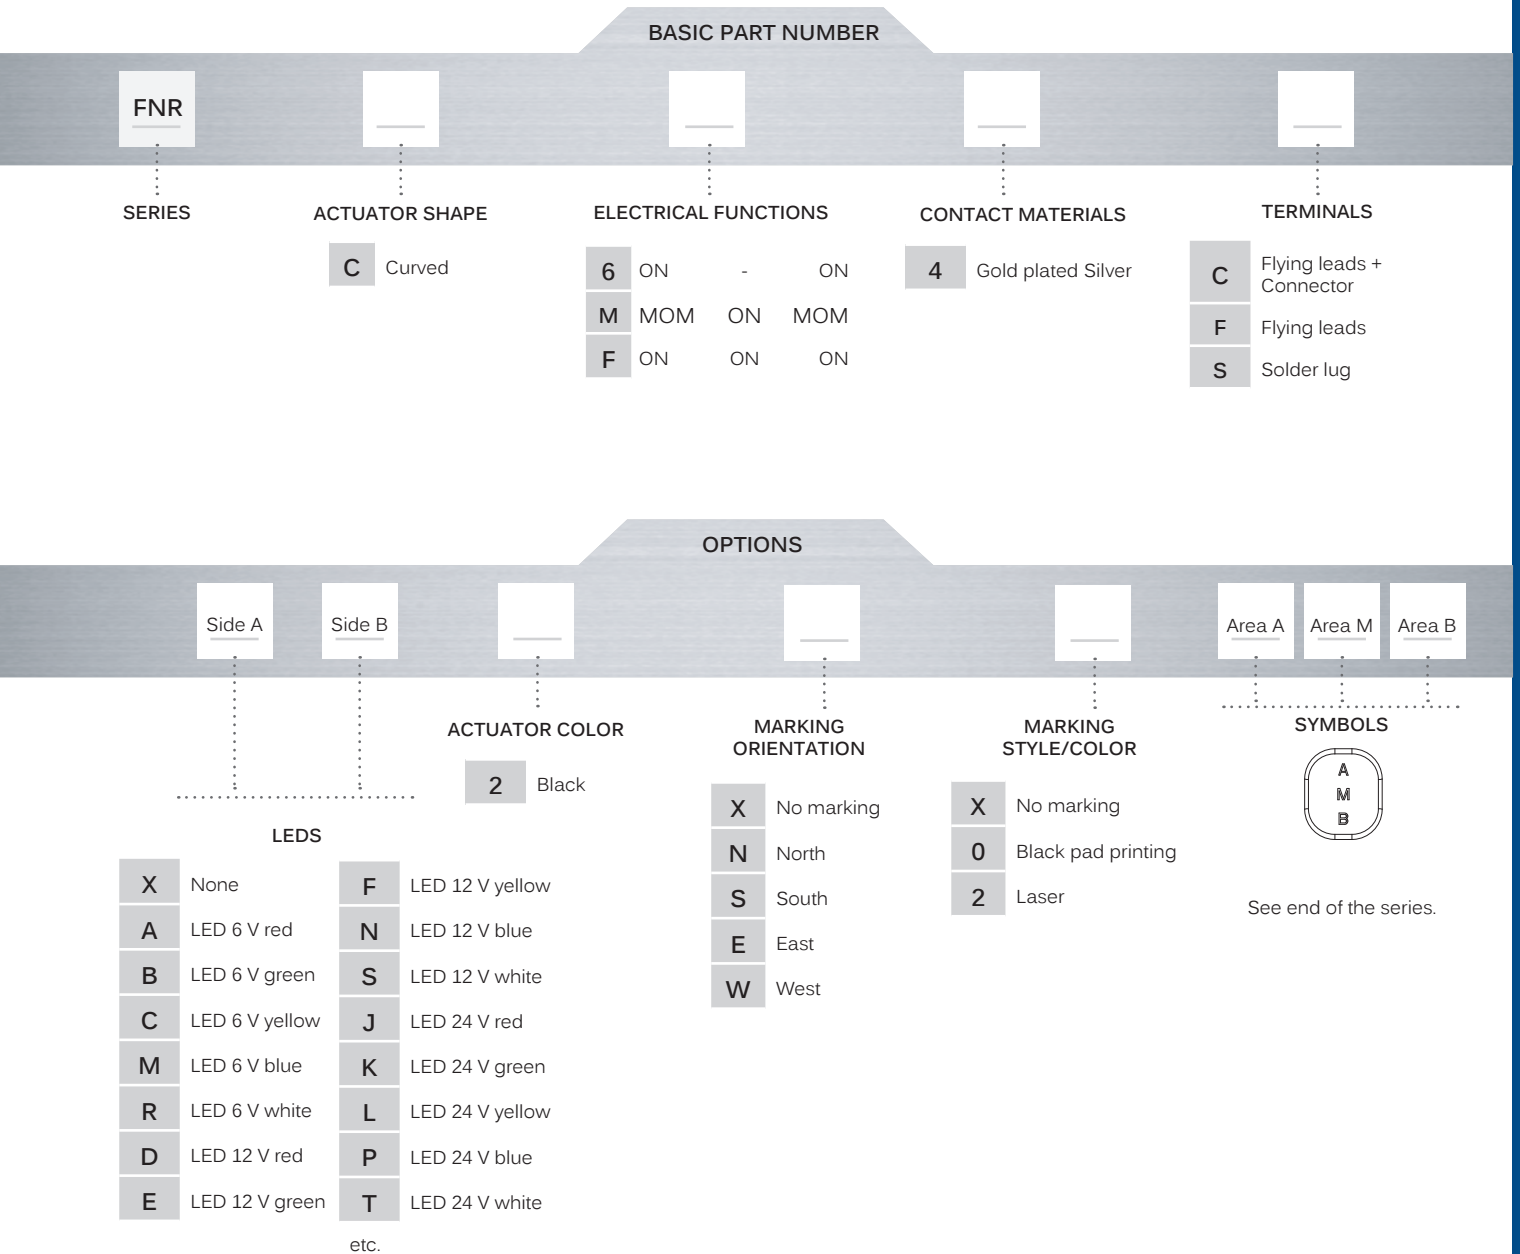 BASIC PART NUMBER
FNR
SERIES
ACTUATOR SHAPE
C Curved
ELECTRICAL FUNCTIONS
6 ON - ON
M MOM ON MOM
F ON ON ON
CONTACT MATERIALS
4 Gold plated Silver
TERMINALS
C Flying leads +
Connector
F Flying leads
S Solder lug
OPTIONS
Side A Side B Area A Area M Area B
LEDS
X None
A LED 6 V red
B LED 6 V green
C LED 6 V yellow
M LED 6 V blue
R LED 6 V white
D LED 12 V red
E LED 12 V green
F LED 12 V yellow
N LED 12 V blue
S LED 12 V white
J LED 24 V red
K LED 24 V green
L LED 24 V yellow
P LED 24 V blue
T LED 24 V white
etc.
ACTUATOR COLOR
2 Black
MARKING
ORIENTATION
X No marking
N North
S South
E East
W West
MARKING
STYLE/COLOR
X No marking
0 Black pad printing
2 Laser
SYMBOLS
A
M
B
See end of the series.